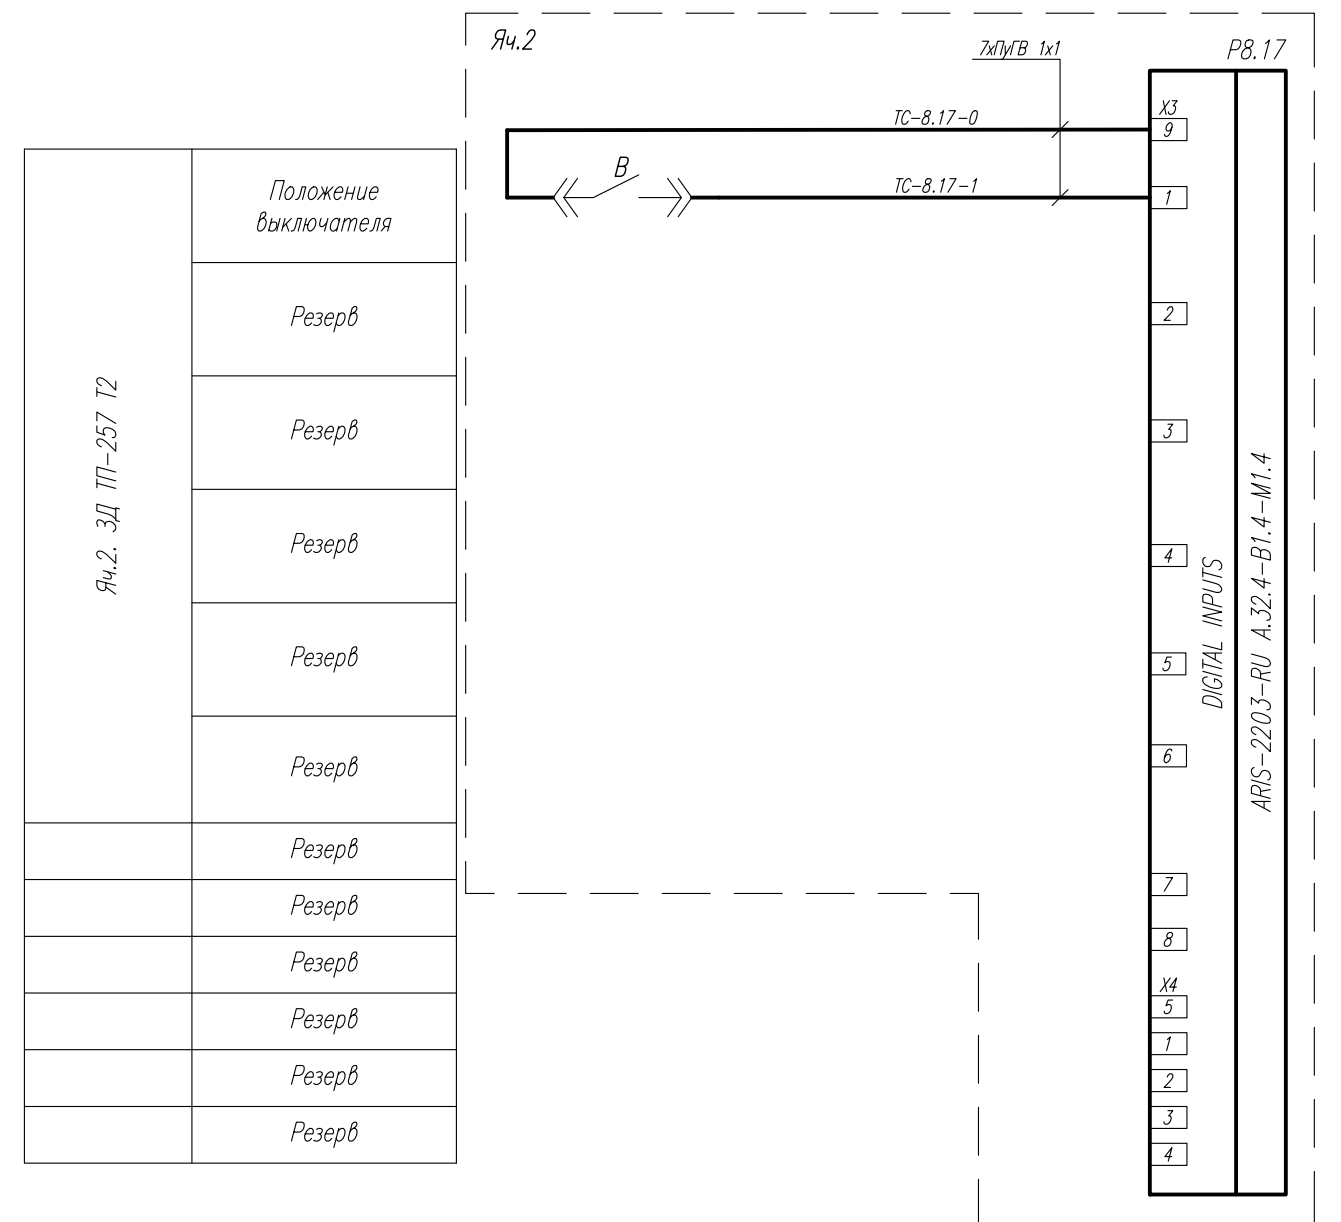 Яч.2
7хПуГВ 1х1
Р8.17
ТС-8.17-0
Х3
9
В
ТС-8.17-1
1
Положение
выключателя
Резерв
2
Резерв
3
Яч.2. ЗД ТП-257 Т2
Резерв
4
Резерв
5
DIGITAL INPUTS
ARIS-2203-RU A.32.4-B1.4-M1.4
Резерв
6
Резерв
7
Резерв
8
Резерв
Х4
5
Резерв
1
Резерв
2
Резерв
3
4